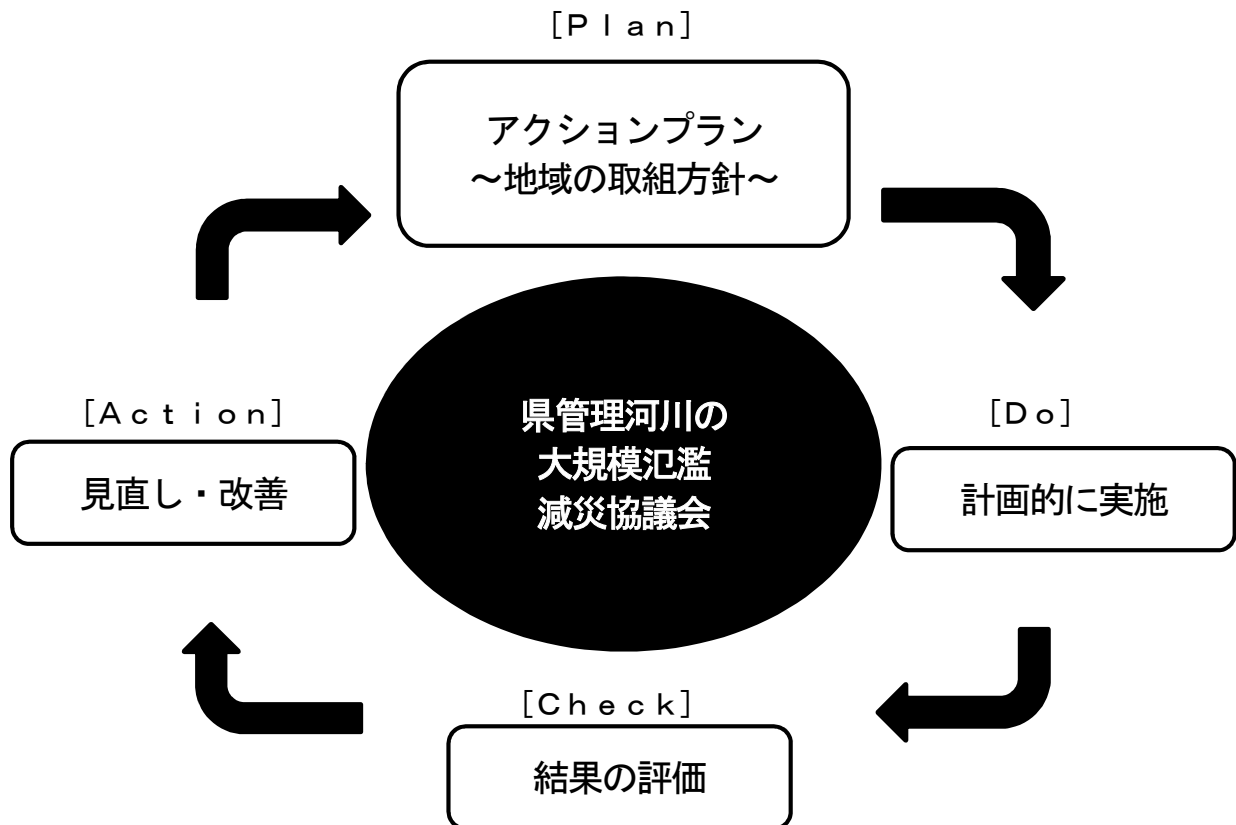 [Plan]
アクションプラン
～地域の取組方針～
[Action]
見直し・改善
県管理河川の
大規模氾濫
減災協議会
[Do]
計画的に実施
[Check]
結果の評価